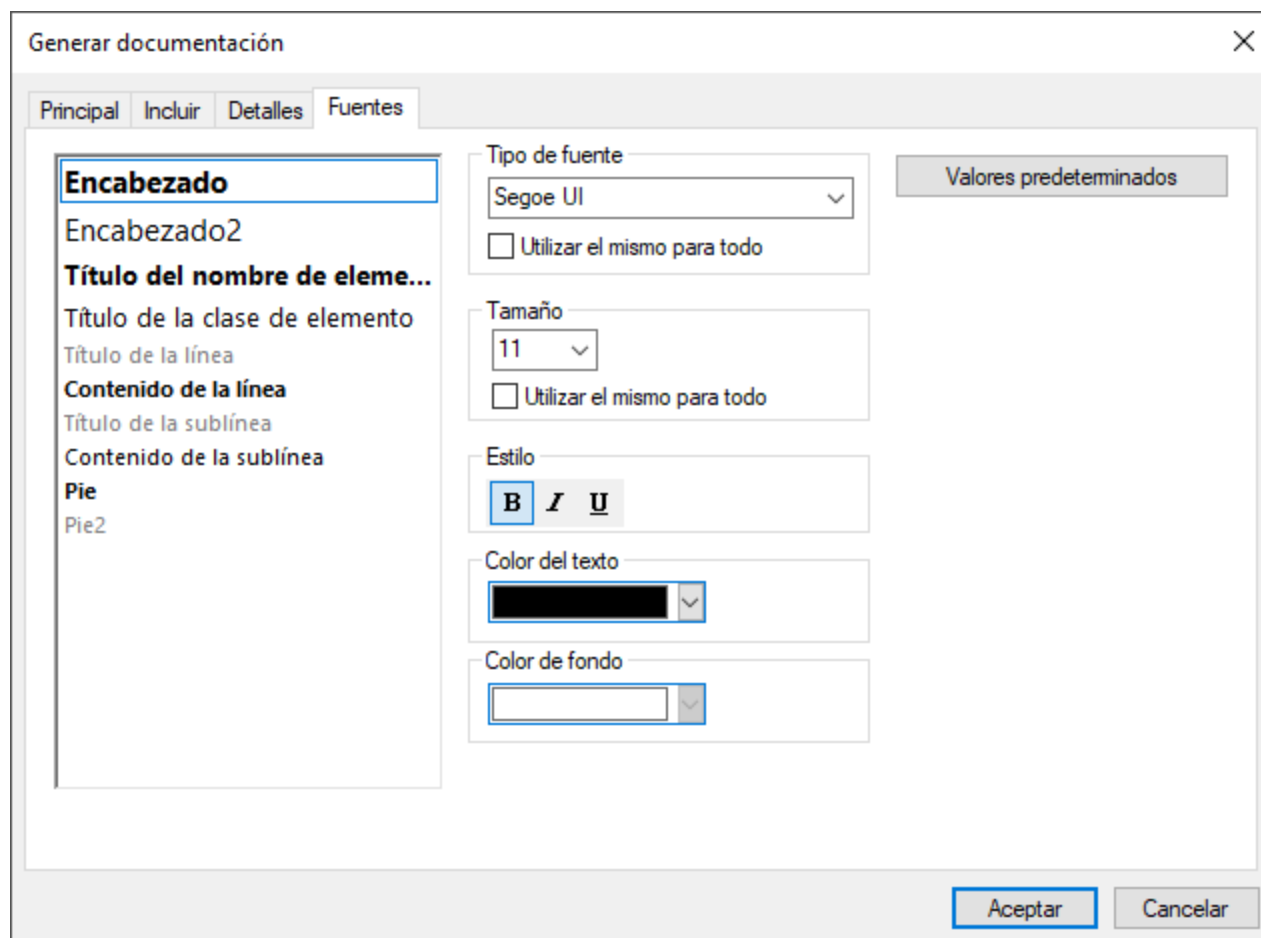 Generar documentación
Principal Incluir Detalles Fuentes
Encabezado
Encabezado2
Título del nombre de eleme...
Título de la clase de elemento
Título de la línea
Contenido de la línea
Título de la sublínea
Contenido de la sublínea
Pie
Pie2
Tipo de fuente
Segoe UI
Utilizar el mismo para todo
Tamaño
11
Utilizar el mismo para todo
Estilo
B I U
Color del texto
Color de fondo
Valores predeterminados
Aceptar Cancelar